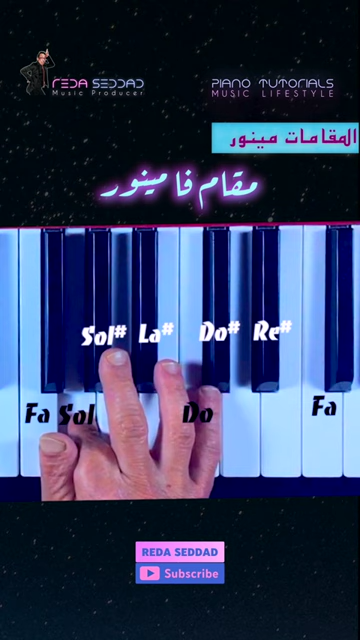 REDA SEDDAD
Music Producer
PIANO TUTORIALS
MUSIC LIFESTYLE
المقامات مينور
مقام فا مينور
Sol# La# Do# Re#
Fa Sol Do Fa
REDA SEDDAD
Subscribe